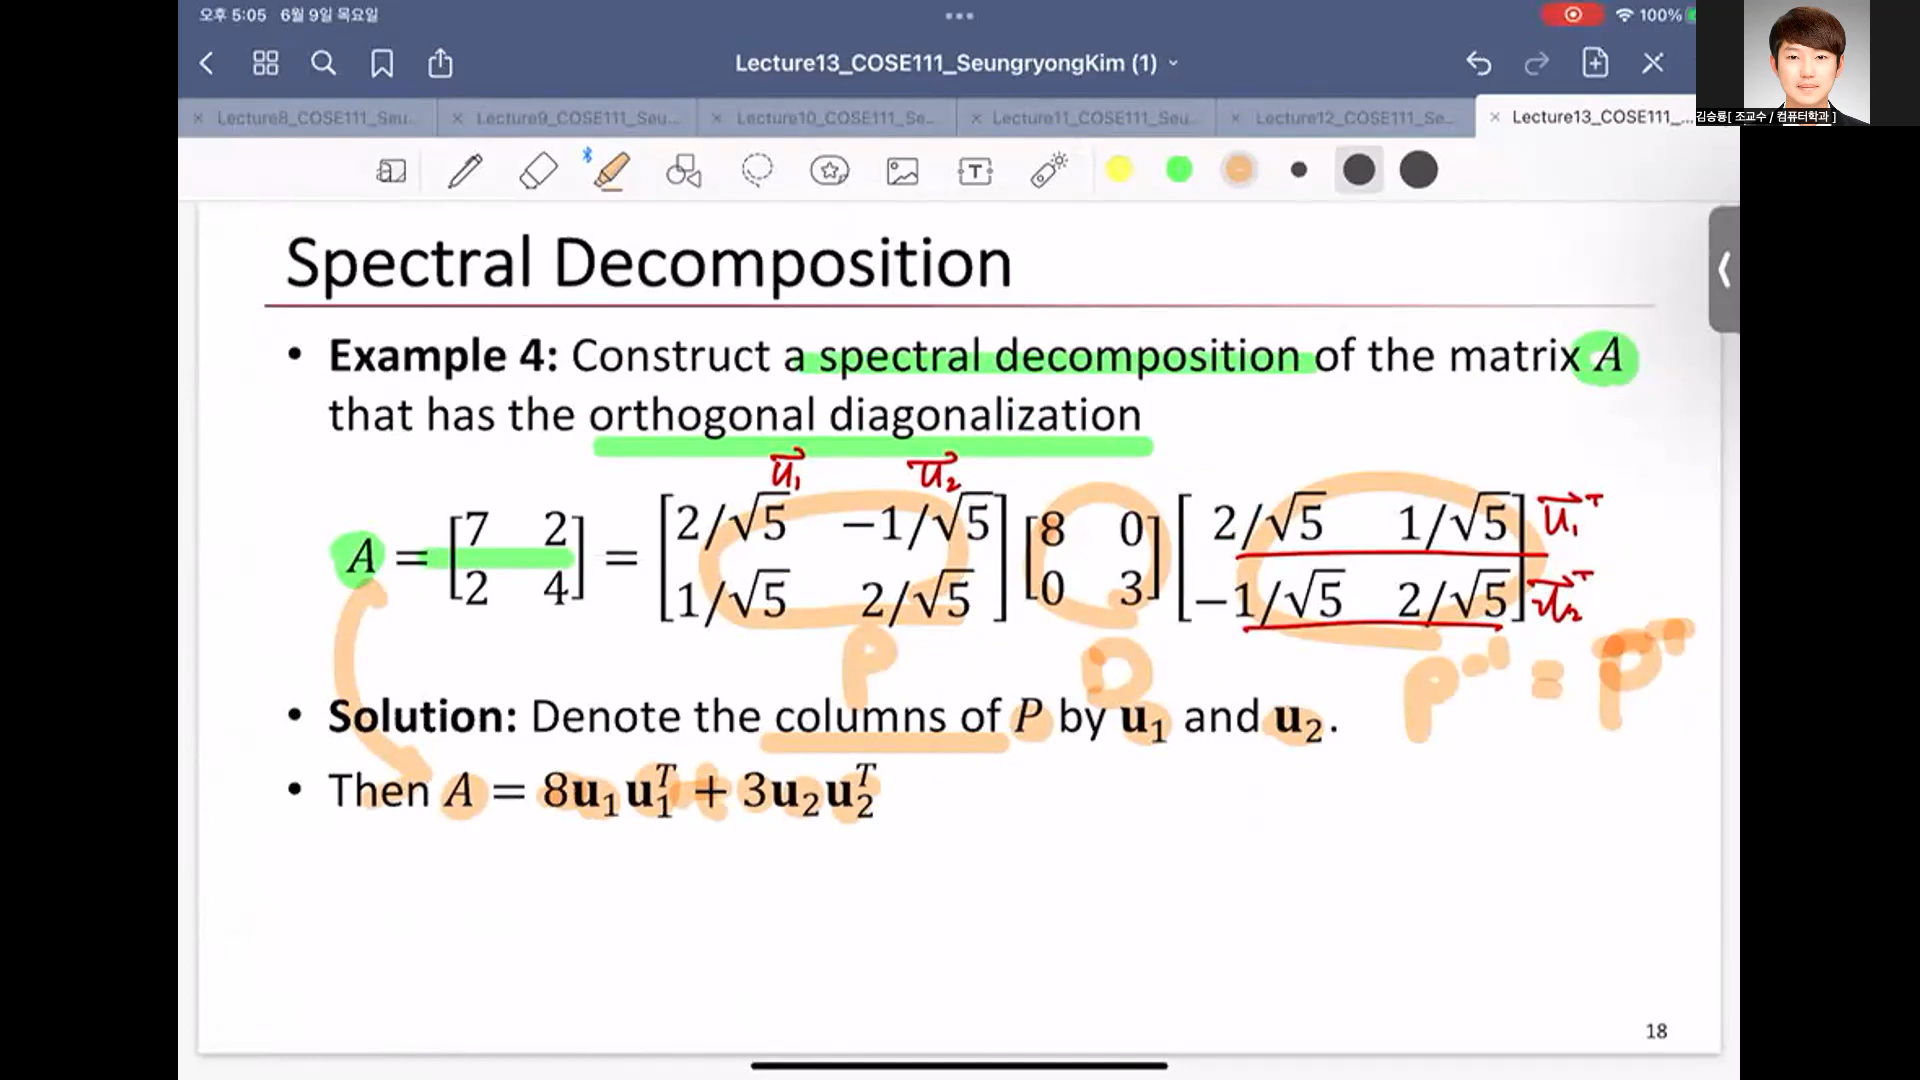 오후 5:05 6월 9일 목요일
100%
Lecture13_COSE111_SeungryongKim (1)
Lecture8_COSE111_Seu...
Lecture9_COSE111_Seu...
Lecture10_COSE111_Se...
Lecture11_COSE111_Seu...
Lecture12_COSE111_Se...
Lecture13_COSE111_...
김승룡[ 조교수 / 컴퓨터학과 ]
Spectral Decomposition
• Example 4: Construct a spectral decomposition of the matrix A
that has the orthogonal diagonalization
u⃗₁ u⃗₂
A = [7 2; 2 4] = [2/√5 −1/√5; 1/√5 2/√5] [8 0; 0 3] [2/√5 1/√5; −1/√5 2/√5] u⃗₁ᵀ u⃗₂ᵀ
P D P⁻¹ = Pᵀ
• Solution: Denote the columns of P by u₁ and u₂.
• Then A = 8u₁u₁ᵀ + 3u₂u₂ᵀ
18